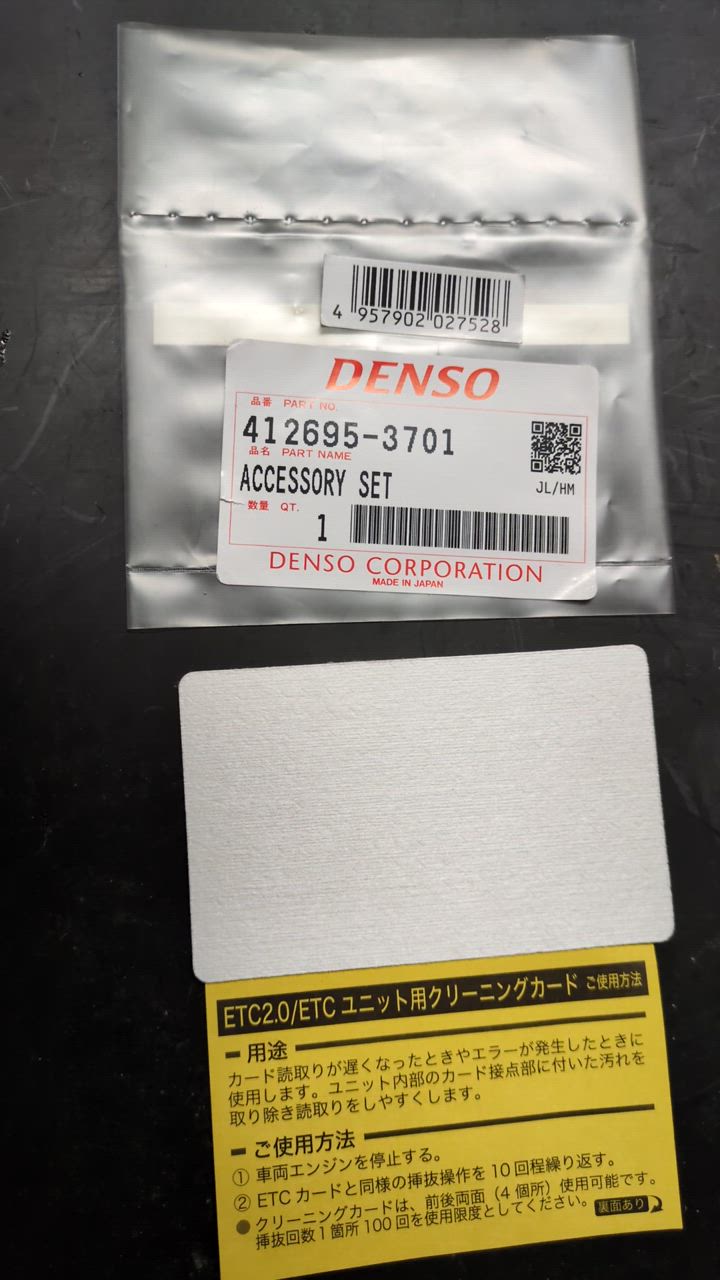 4 957902 027528
DENSO
品番 PART NO.
412695-3701
品名 PART NAME
ACCESSORY SET
JL/HM
数量 QT.
1
DENSO CORPORATION
MADE IN JAPAN
ETC2.0/ETC ユニット用クリーニングカード ご使用方法
用途
カード読取りが遅くなったときやエラーが発生したときに
使用します。ユニット内部のカード接点部に付いた汚れを
取り除き読取りをしやすくします。
ご使用方法
① 車両エンジンを停止する。
② ETC カードと同様の挿抜操作を 10 回程繰り返す。
● クリーニングカードは、前後両面（4 個所）使用可能です。
挿抜回数 1 箇所 100 回を使用限度としてください。 裏面あり